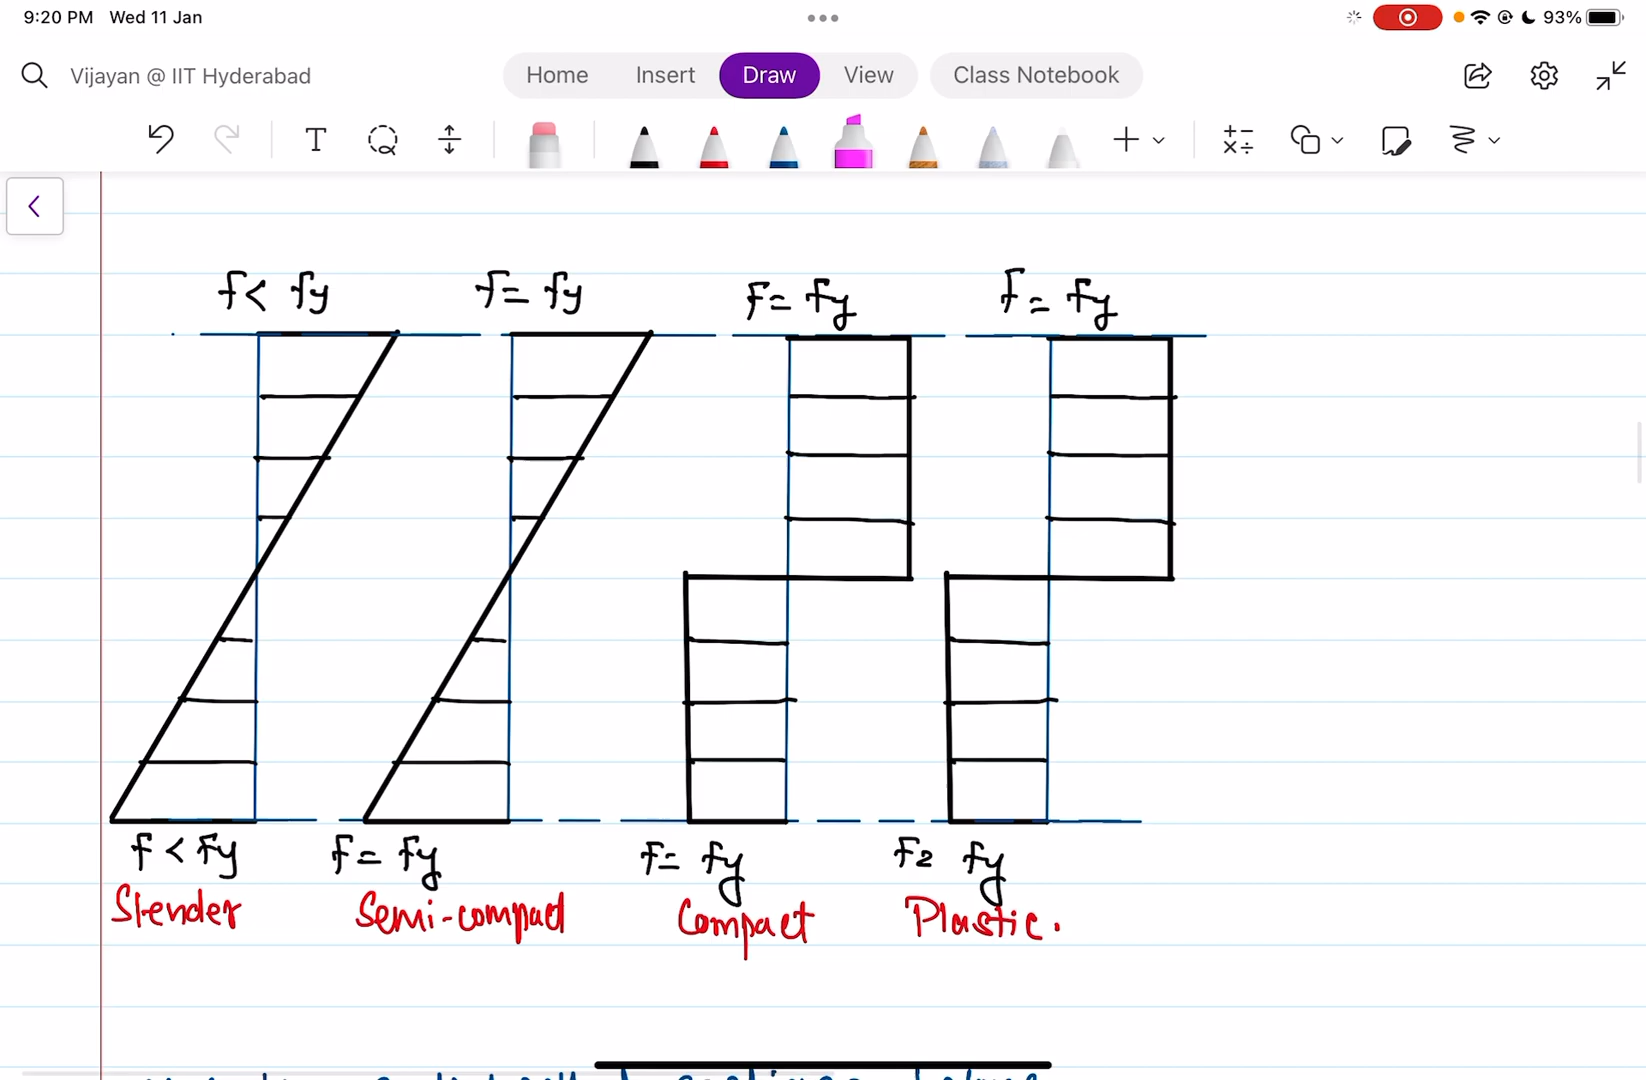 9:20 PM Wed 11 Jan
93%
Vijayan @ IIT Hyderabad
Home Insert Draw View Class Notebook
T
f < fy f = fy f = fy f = fy
f < fy f = fy f = fy f = fy
Slender Semi-compact Compact Plastic.